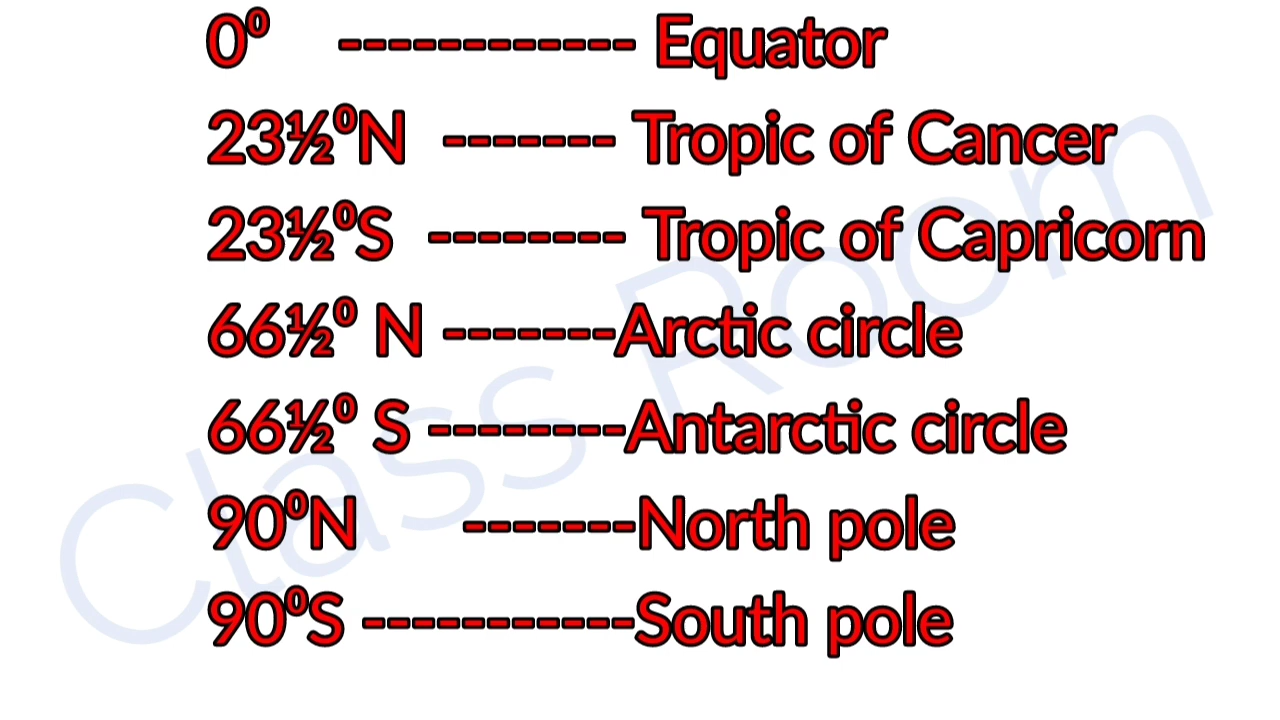 0⁰ ------------ Equator
23½⁰N ------- Tropic of Cancer
23½⁰S -------- Tropic of Capricorn
66½⁰ N -------Arctic circle
66½⁰ S --------Antarctic circle
90⁰N -------North pole
90⁰S -----------South pole
Class Room